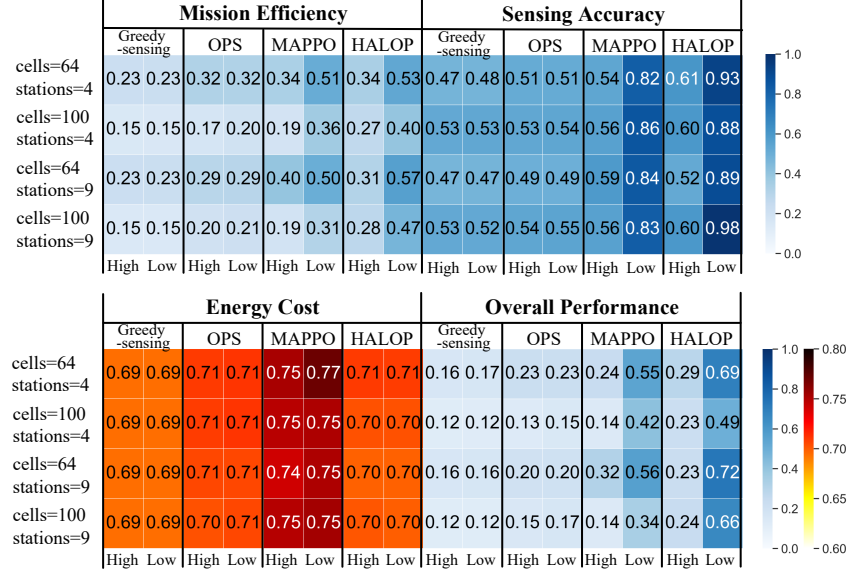 Mission Efficiency Sensing Accuracy
Greedy -sensing OPS MAPPO HALOP Greedy -sensing OPS MAPPO HALOP
cells=64 stations=4 0.23 0.23 0.32 0.32 0.34 0.51 0.34 0.53 0.47 0.48 0.51 0.51 0.54 0.82 0.61 0.93
cells=100 stations=4 0.15 0.15 0.17 0.20 0.19 0.36 0.27 0.40 0.53 0.53 0.53 0.54 0.56 0.86 0.60 0.88
cells=64 stations=9 0.23 0.23 0.29 0.29 0.40 0.50 0.31 0.57 0.47 0.47 0.49 0.49 0.59 0.84 0.52 0.89
cells=100 stations=9 0.15 0.15 0.20 0.21 0.19 0.31 0.28 0.47 0.53 0.52 0.54 0.55 0.56 0.83 0.60 0.98
High Low High Low High Low High Low High Low High Low High Low High Low
1.0
0.8
0.6
0.4
0.2
0.0
Energy Cost Overall Performance
Greedy -sensing OPS MAPPO HALOP Greedy -sensing OPS MAPPO HALOP
cells=64 stations=4 0.69 0.69 0.71 0.71 0.75 0.77 0.71 0.71 0.16 0.17 0.23 0.23 0.24 0.55 0.29 0.69
cells=100 stations=4 0.69 0.69 0.71 0.71 0.75 0.75 0.70 0.70 0.12 0.12 0.13 0.15 0.14 0.42 0.23 0.49
cells=64 stations=9 0.69 0.69 0.71 0.71 0.74 0.75 0.70 0.70 0.16 0.16 0.20 0.20 0.32 0.56 0.23 0.72
cells=100 stations=9 0.69 0.69 0.70 0.71 0.75 0.75 0.70 0.70 0.12 0.12 0.15 0.17 0.14 0.34 0.24 0.66
High Low High Low High Low High Low High Low High Low High Low High Low
1.0 0.80
0.8 0.75
0.6 0.70
0.4
0.2 0.65
0.0 0.60